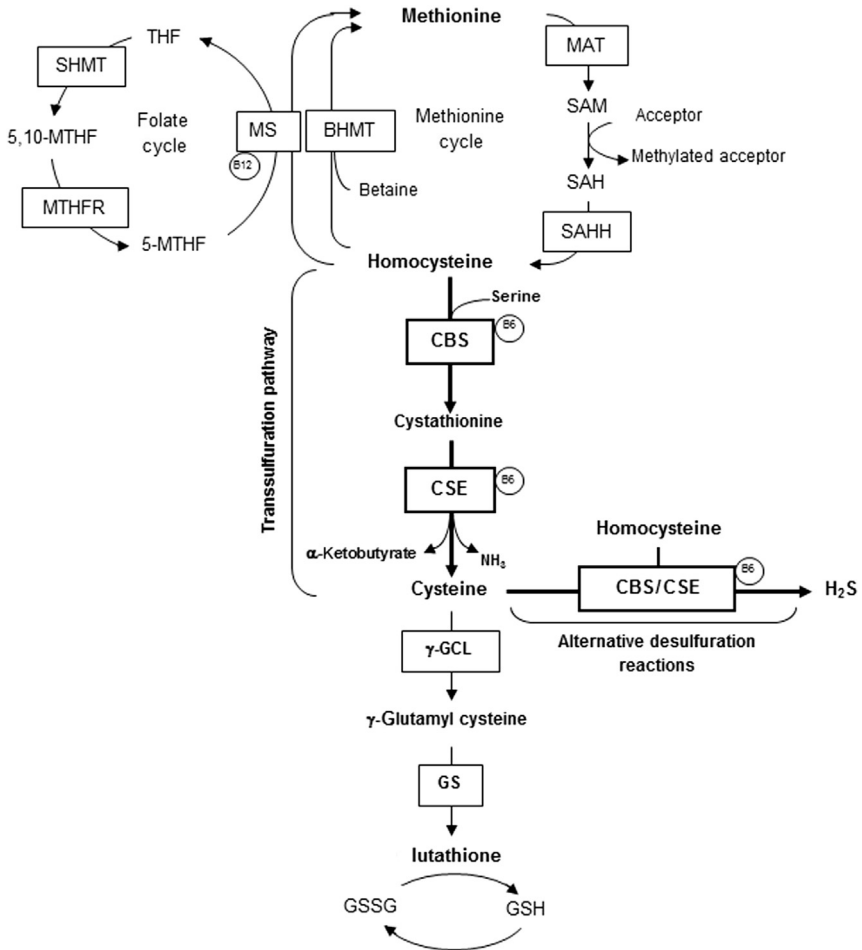 Methionine
THF
SHMT
MAT
5,10-MTHF
Folate
cycle
MS
B12
BHMT
Methionine
cycle
SAM
Acceptor
Methylated acceptor
SAH
Betaine
MTHFR
5-MTHF
SAHH
Homocysteine
Serine
CBS
B6
Transsulfuration pathway
Cystathionine
CSE
B6
α-Ketobutyrate
NH₃
Cysteine
Homocysteine
CBS/CSE
B6
H₂S
Alternative desulfuration
reactions
γ-GCL
γ-Glutamyl cysteine
GS
lutathione
GSSG
GSH